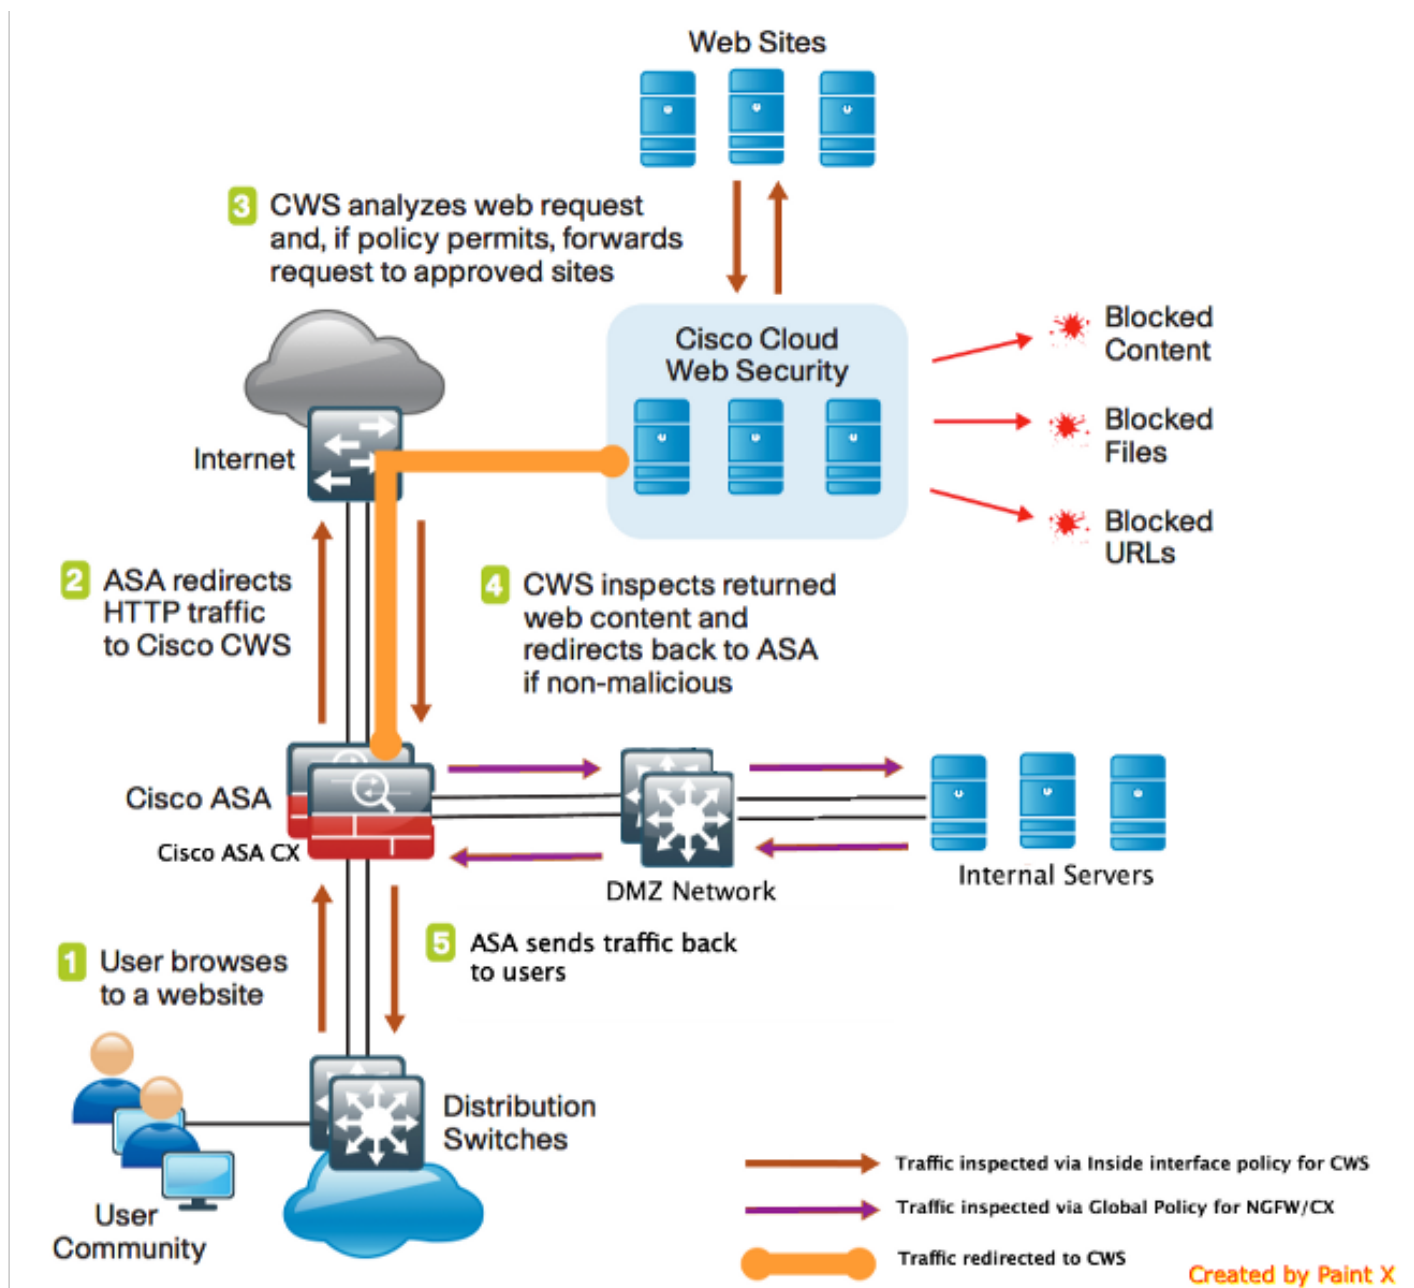 Web Sites
3 CWS analyzes web request
and, if policy permits, forwards
request to approved sites
Cisco Cloud
Web Security
Blocked
Content
Blocked
Files
Blocked
URLs
Internet
2 ASA redirects
HTTP traffic
to Cisco CWS
4 CWS inspects returned
web content and
redirects back to ASA
if non-malicious
Cisco ASA
Cisco ASA CX
DMZ Network
Internal Servers
1 User browses
to a website
5 ASA sends traffic back
to users
Distribution
Switches
User
Community
Traffic inspected via Inside interface policy for CWS
Traffic inspected via Global Policy for NGFW/CX
Traffic redirected to CWS
Created by Paint X